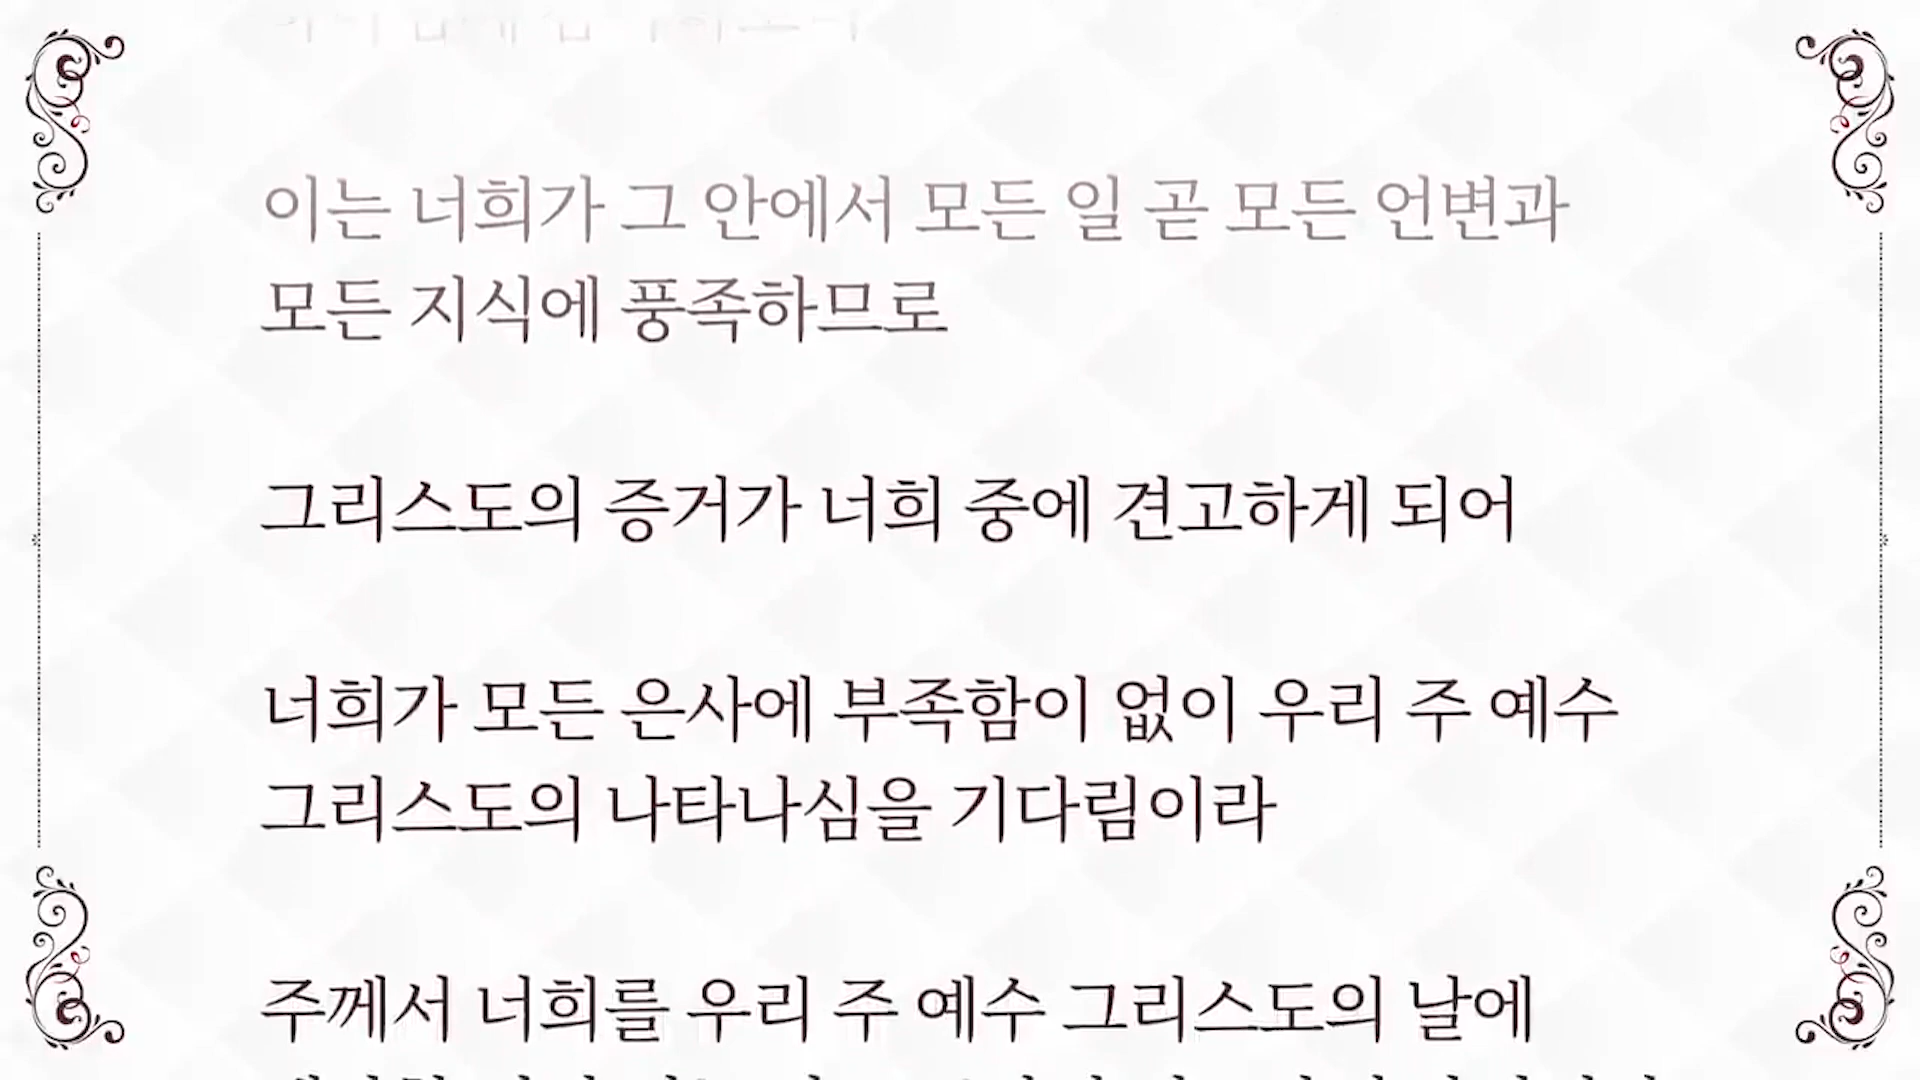 이는 너희가 그 안에서 모든 일 곧 모든 언변과
모든 지식에 풍족하므로
그리스도의 증거가 너희 중에 견고하게 되어
너희가 모든 은사에 부족함이 없이 우리 주 예수
그리스도의 나타나심을 기다림이라
주께서 너희를 우리 주 예수 그리스도의 날에